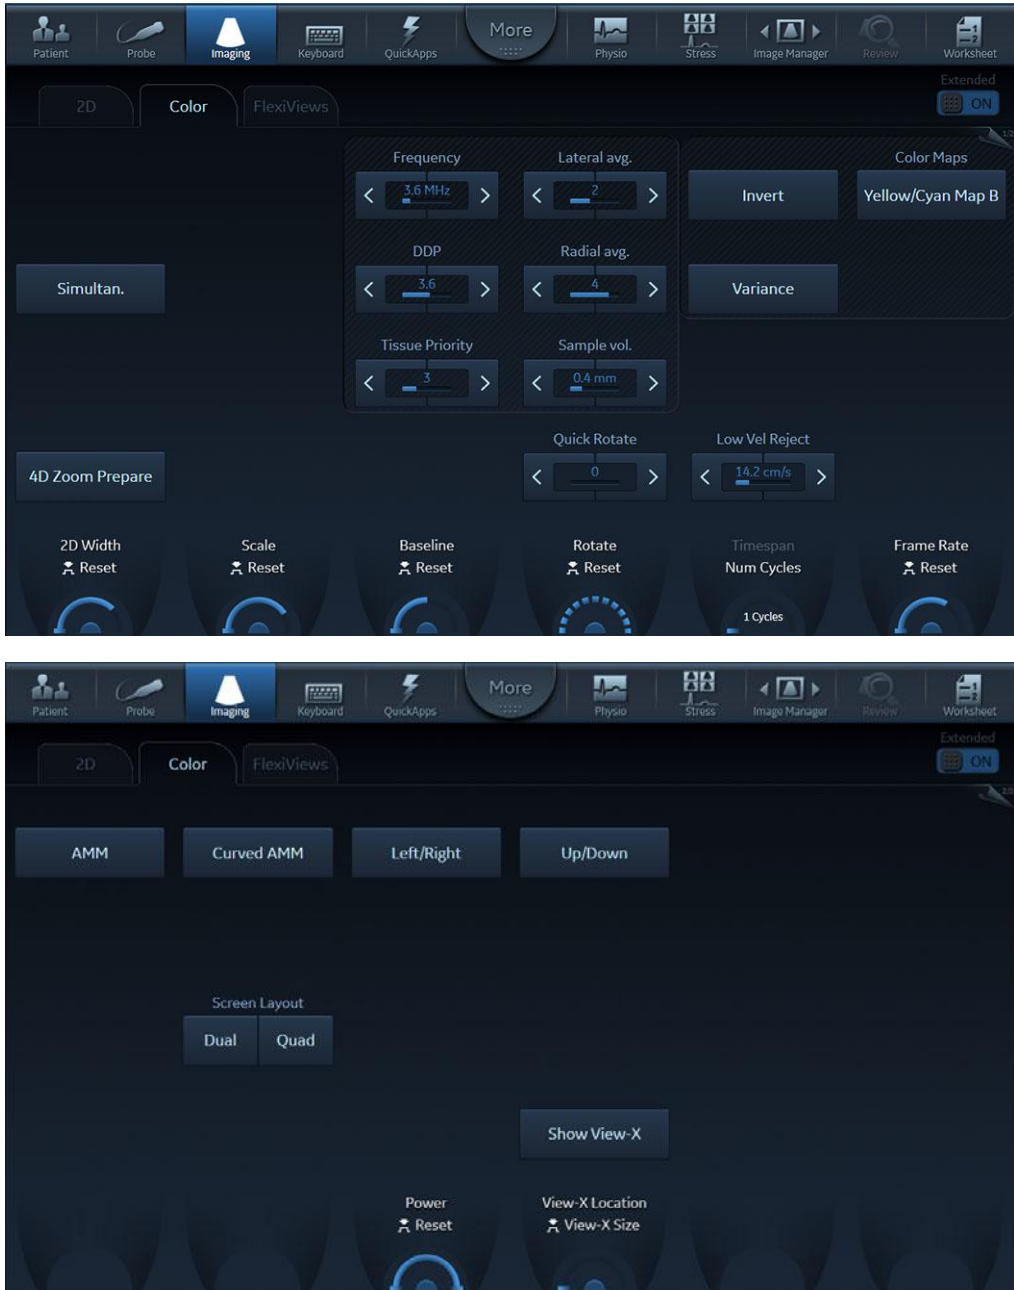 Patient Probe Imaging Keyboard QuickApps More Physio Stress Image Manager Review Worksheet
Extended
2D Color FlexiViews ON
1/2
Frequency Lateral avg. Color Maps
3.6 MHz 2 Invert Yellow/Cyan Map B
DDP Radial avg.
Simultan. 3.6 4 Variance
Tissue Priority Sample vol.
3 0.4 mm
Quick Rotate Low Vel Reject
4D Zoom Prepare 0 14.2 cm/s
2D Width Scale Baseline Rotate Timespan Frame Rate
Reset Reset Reset Reset Num Cycles Reset
1 Cycles
Patient Probe Imaging Keyboard QuickApps More Physio Stress Image Manager Review Worksheet
Extended
2D Color FlexiViews ON
2/2
AMM Curved AMM Left/Right Up/Down
Screen Layout
Dual Quad
Show View-X
Power View-X Location
Reset View-X Size